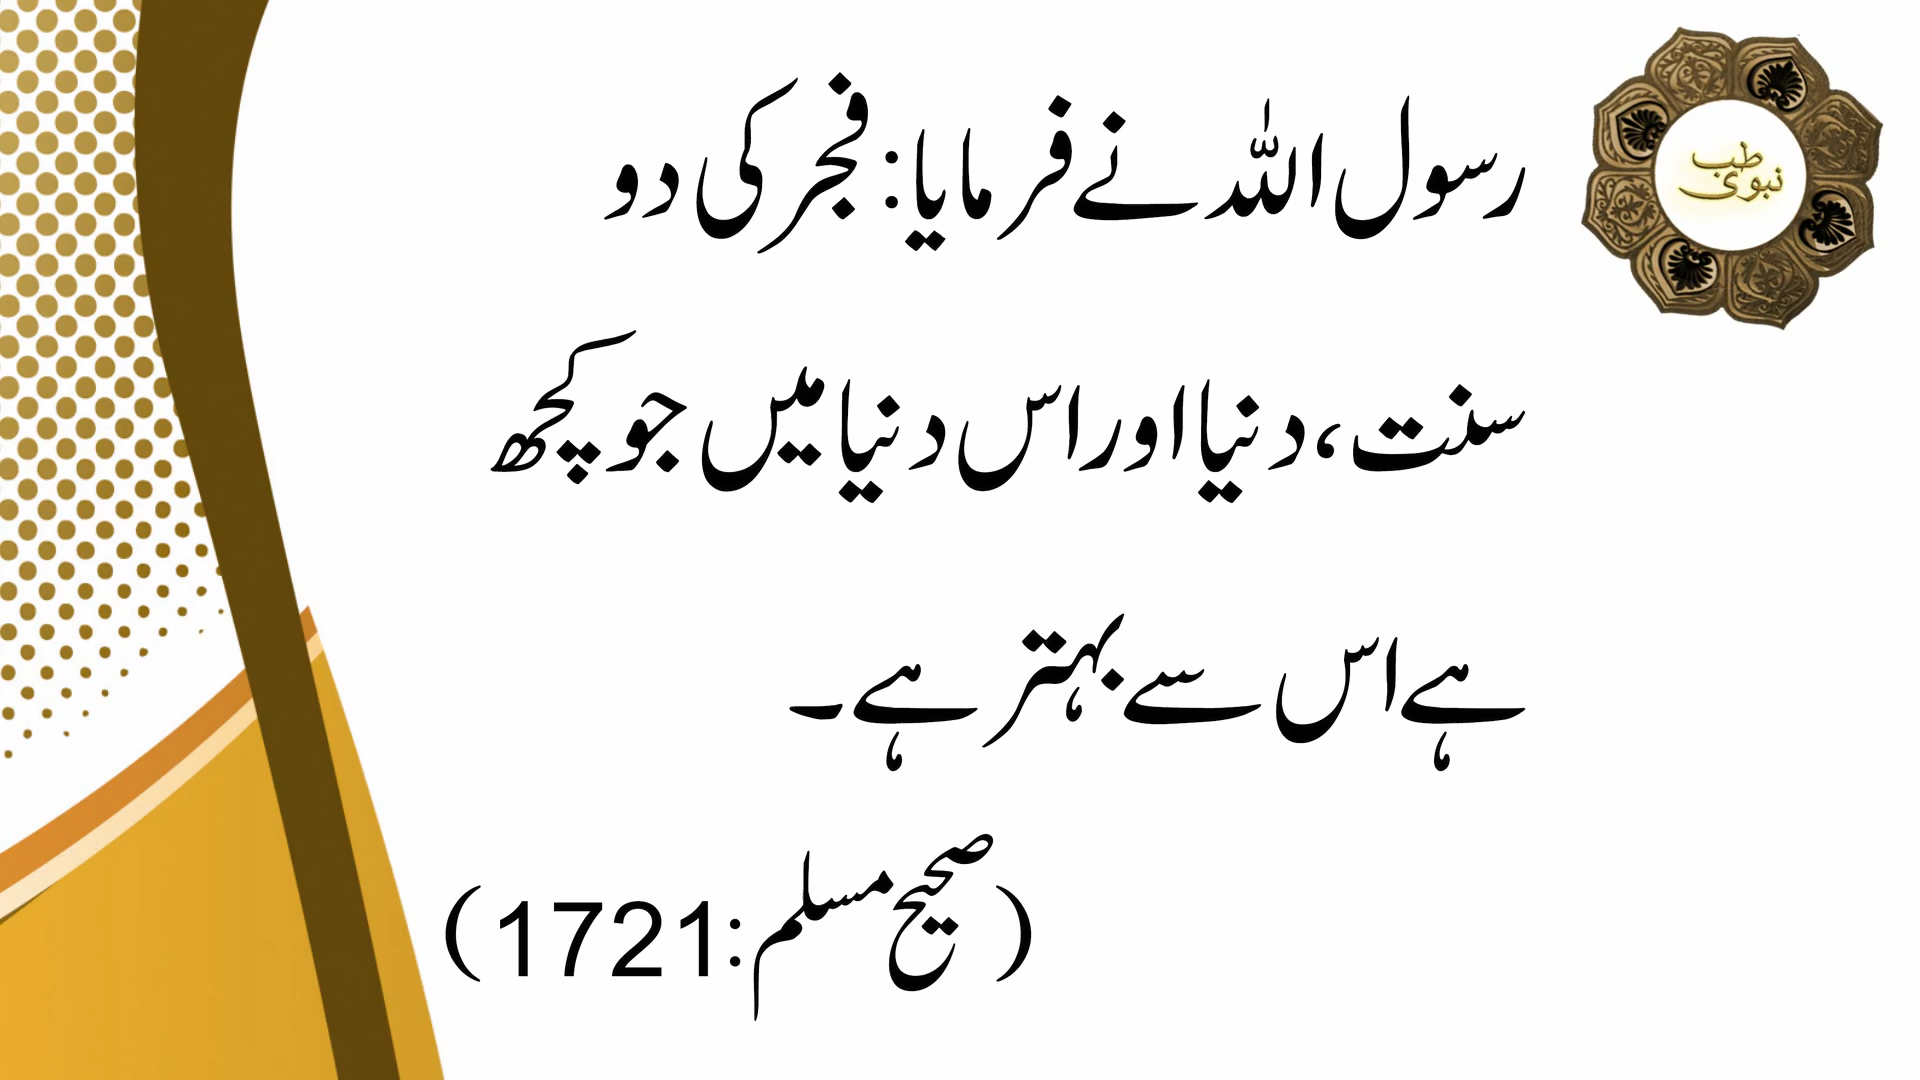 رسول اللہ نے فرمایا: فجر کی دو
سنت، دنیا اور اس دنیا میں جو کچھ
ہے اس سے بہتر ہے۔
(صحیح مسلم: 1721)
طب
نبوی